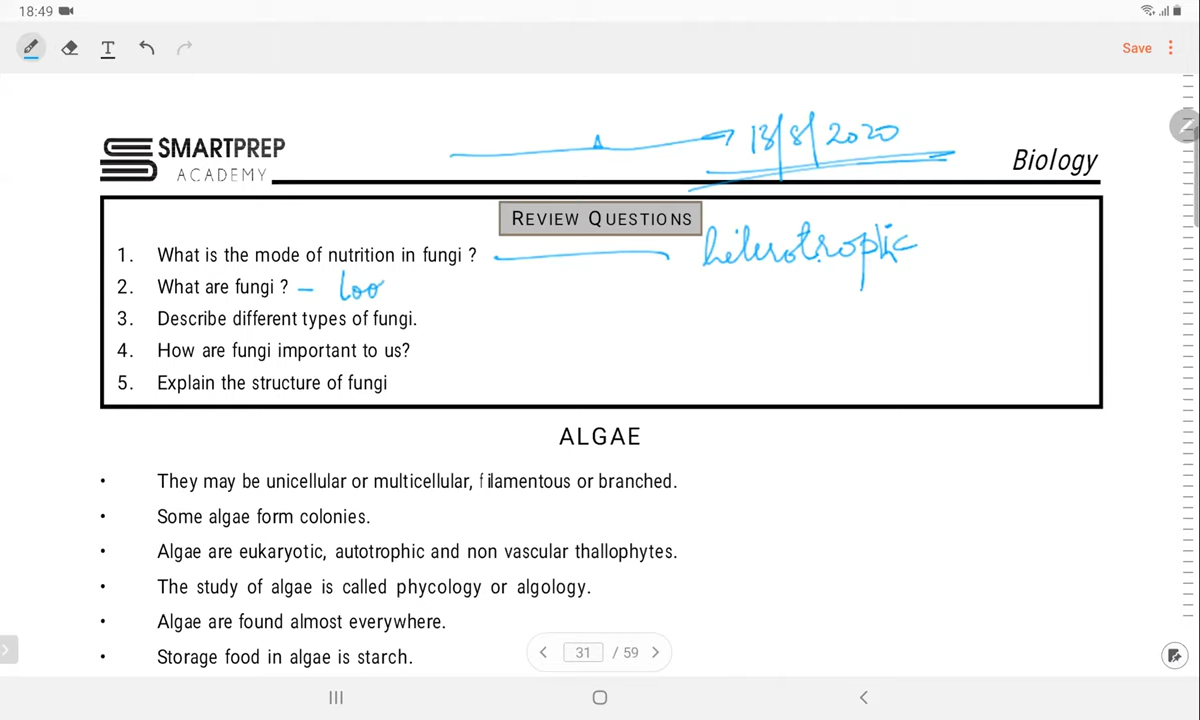 18:49
T Save
SMARTPREP
ACADEMY
13/8/2020
Biology
REVIEW QUESTIONS
1. What is the mode of nutrition in fungi ? heterotrophic
2. What are fungi ? – loo
3. Describe different types of fungi.
4. How are fungi important to us?
5. Explain the structure of fungi
ALGAE
• They may be unicellular or multicellular, filamentous or branched.
• Some algae form colonies.
• Algae are eukaryotic, autotrophic and non vascular thallophytes.
• The study of algae is called phycology or algology.
• Algae are found almost everywhere.
• Storage food in algae is starch.
31 / 59